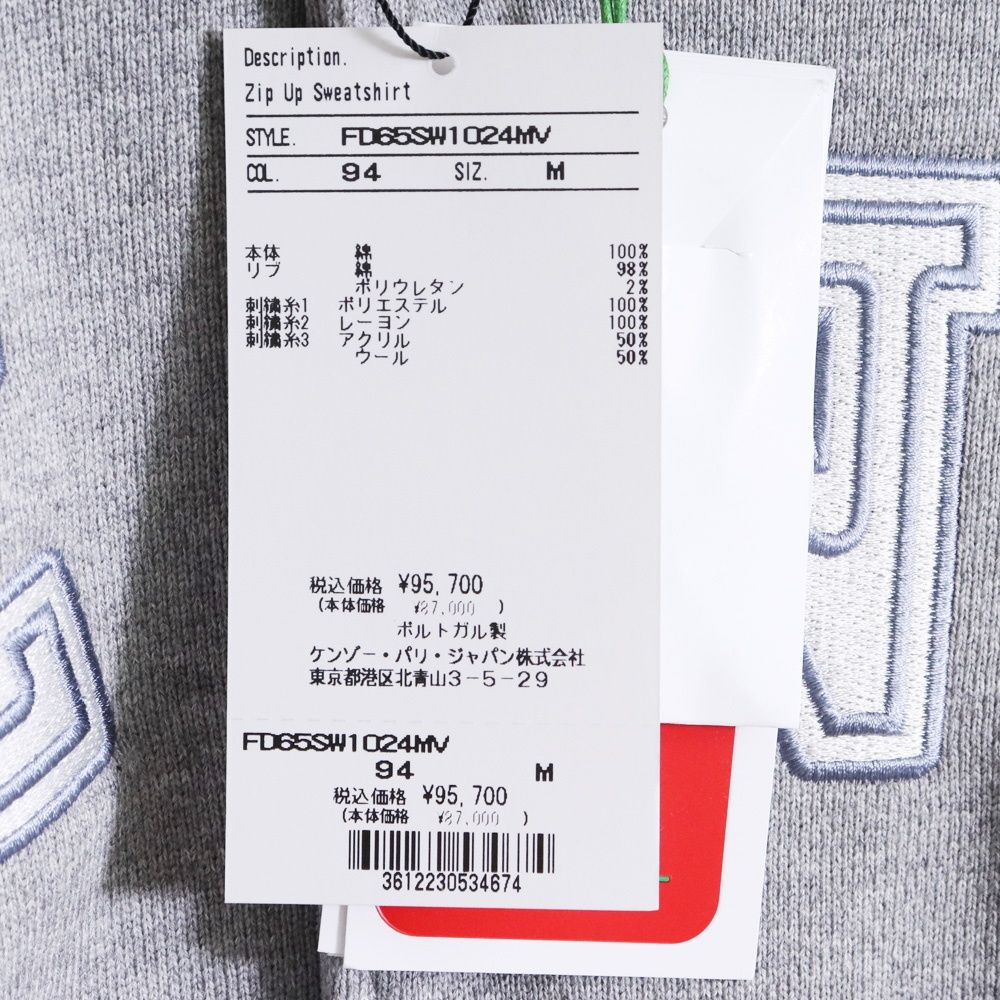 Description.
Zip Up Sweatshirt
STYLE. FD65SW1024MV
COL. 94 SIZ. M
本体 綿 100%
リブ 綿 98%
ポリウレタン 2%
刺繍糸1 ポリエステル 100%
刺繍糸2 レーヨン 100%
刺繍糸3 アクリル 50%
ウール 50%
税込価格 ¥95,700
(本体価格 ¥87,000 )
ポルトガル製
ケンゾー・パリ・ジャパン株式会社
東京都港区北青山3-5-29
FD65SW1024MV
94 M
税込価格 ¥95,700
(本体価格 ¥87,000 )
3612230534674